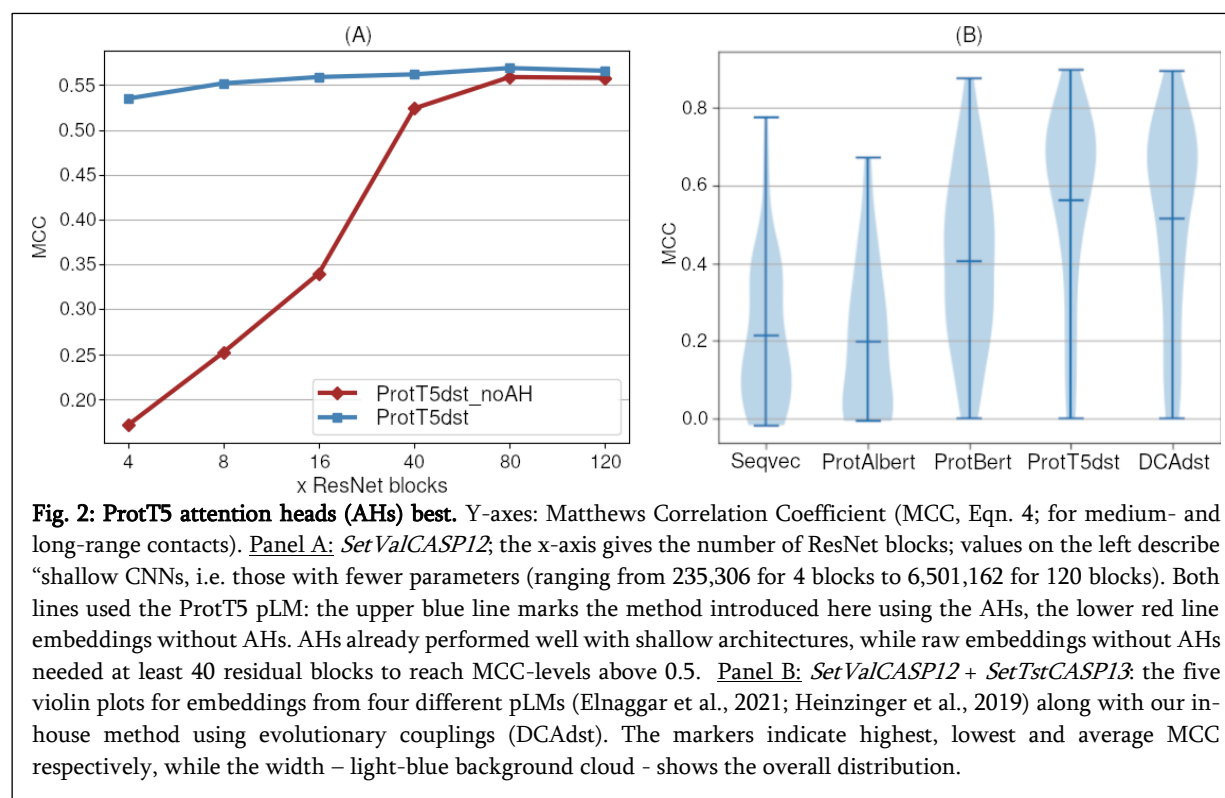 (A)
(B)
0.55
0.50
0.45
0.40
0.35
0.30
0.25
0.20
MCC
4
8
16
40
80
120
x ResNet blocks
ProtT5dst_noAH
ProtT5dst
0.8
0.6
0.4
0.2
0.0
MCC
Seqvec
ProtAlbert
ProtBert
ProtT5dst
DCAdst
Fig. 2: ProtT5 attention heads (AHs) best. Y-axes: Matthews Correlation Coefficient (MCC, Eqn. 4; for medium- and
long-range contacts). Panel A: SetValCASP12; the x-axis gives the number of ResNet blocks; values on the left describe
“shallow CNNs, i.e. those with fewer parameters (ranging from 235,306 for 4 blocks to 6,501,162 for 120 blocks). Both
lines used the ProtT5 pLM: the upper blue line marks the method introduced here using the AHs, the lower red line
embeddings without AHs. AHs already performed well with shallow architectures, while raw embeddings without AHs
needed at least 40 residual blocks to reach MCC-levels above 0.5. Panel B: SetValCASP12 + SetTstCASP13: the five
violin plots for embeddings from four different pLMs (Elnaggar et al., 2021; Heinzinger et al., 2019) along with our in-
house method using evolutionary couplings (DCAdst). The markers indicate highest, lowest and average MCC
respectively, while the width – light-blue background cloud - shows the overall distribution.